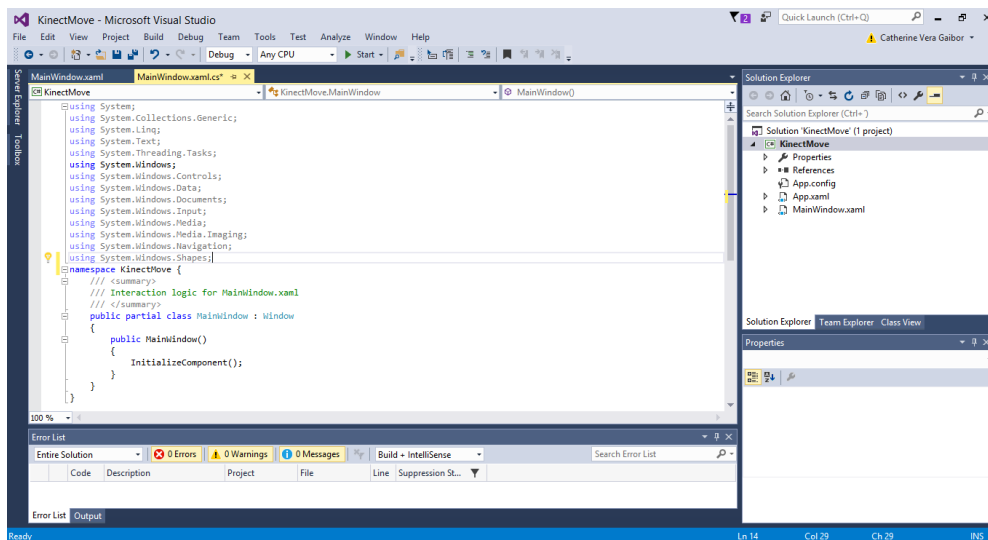 KinectMove - Microsoft Visual Studio
2
Quick Launch (Ctrl+Q)
File Edit View Project Build Debug Team Tools Test Analyze Window Help
Catherine Vera Gaibor
Debug Any CPU Start
Server Explorer
Toolbox
MainWindow.xaml MainWindow.xaml.cs*
KinectMove KinectMove.MainWindow MainWindow()
using System;
using System.Collections.Generic;
using System.Linq;
using System.Text;
using System.Threading.Tasks;
using System.Windows;
using System.Windows.Controls;
using System.Windows.Data;
using System.Windows.Documents;
using System.Windows.Input;
using System.Windows.Media;
using System.Windows.Media.Imaging;
using System.Windows.Navigation;
using System.Windows.Shapes;
namespace KinectMove {
/// <summary>
/// Interaction logic for MainWindow.xaml
/// </summary>
public partial class MainWindow : Window
{
public MainWindow()
{
InitializeComponent();
}
}
}
100 %
Error List
Entire Solution 0 Errors 0 Warnings 0 Messages Build + IntelliSense Search Error List
Code Description Project File Line Suppression St...
Error List Output
Solution Explorer
Search Solution Explorer (Ctrl+¨)
Solution 'KinectMove' (1 project)
KinectMove
Properties
References
App.config
App.xaml
MainWindow.xaml
Solution Explorer Team Explorer Class View
Properties
Ready Ln 14 Col 29 Ch 29 INS